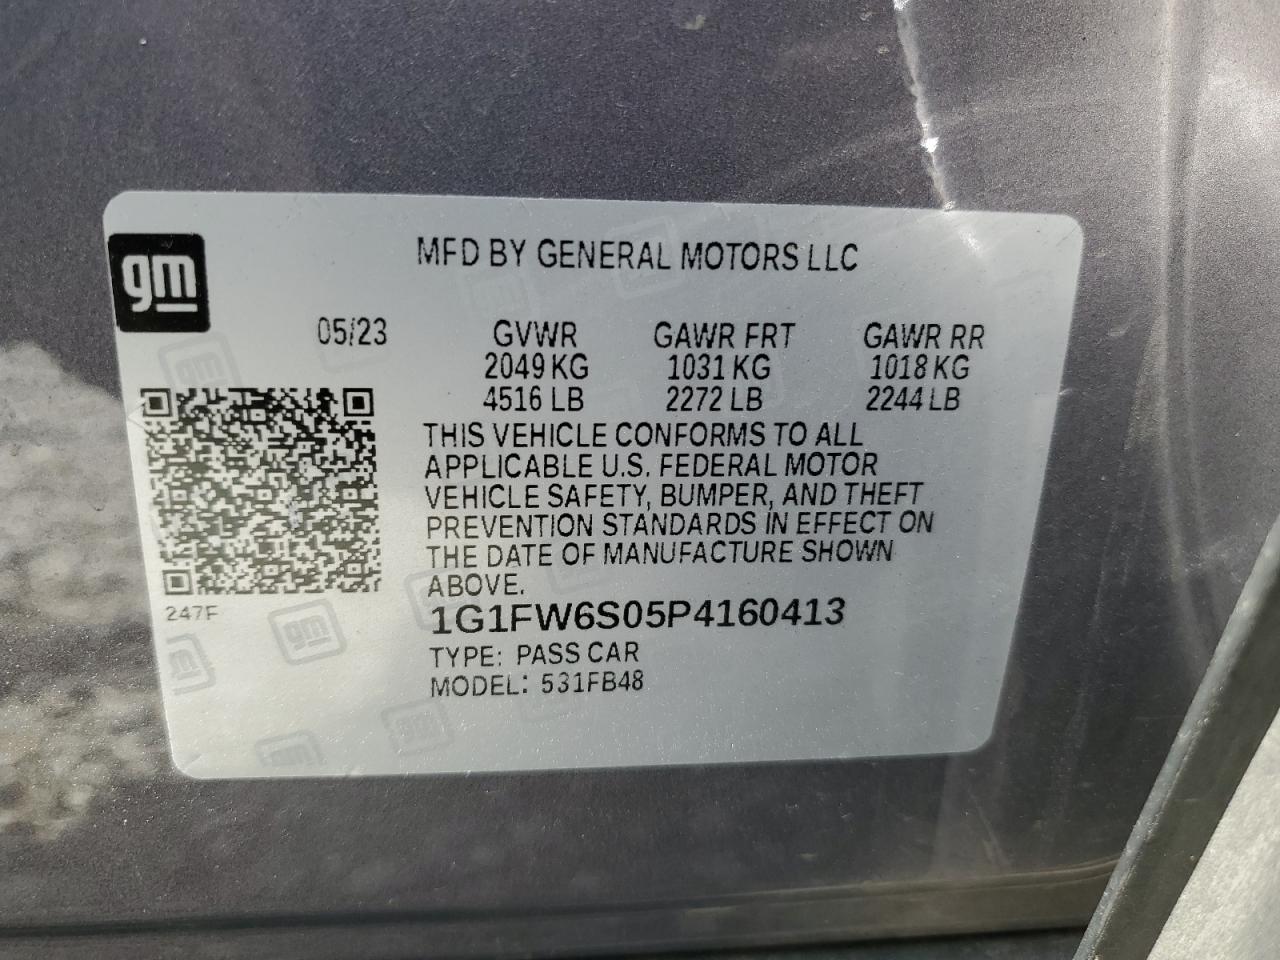 gm
MFD BY GENERAL MOTORS LLC
05/23 GVWR GAWR FRT GAWR RR
2049 KG 1031 KG 1018 KG
4516 LB 2272 LB 2244 LB
THIS VEHICLE CONFORMS TO ALL
APPLICABLE U.S. FEDERAL MOTOR
VEHICLE SAFETY, BUMPER, AND THEFT
PREVENTION STANDARDS IN EFFECT ON
THE DATE OF MANUFACTURE SHOWN
ABOVE.
247F
1G1FW6S05P4160413
TYPE: PASS CAR
MODEL: 531FB48